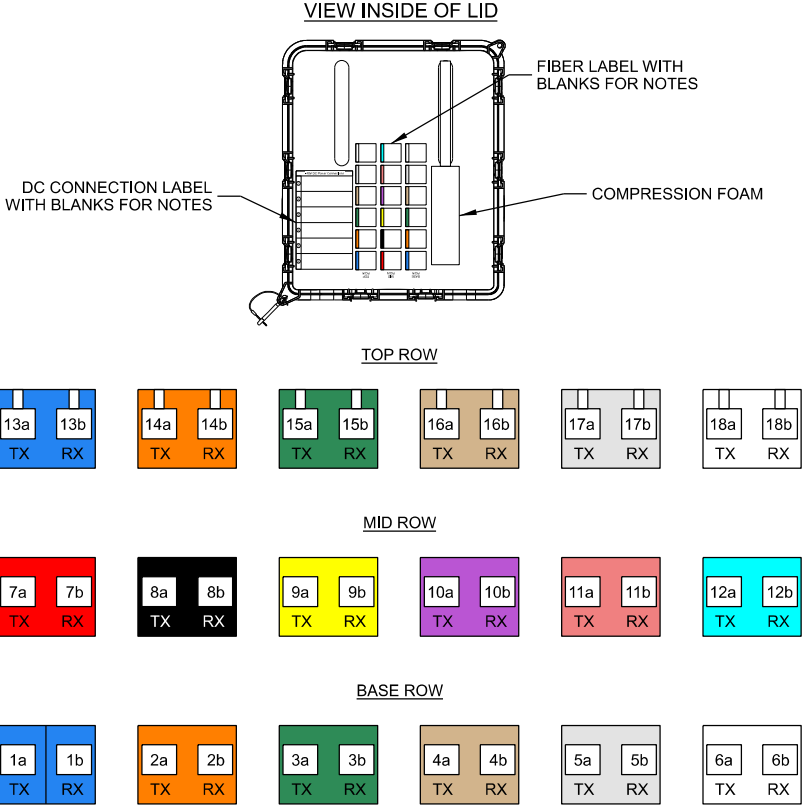 VIEW INSIDE OF LID
FIBER LABEL WITH
BLANKS FOR NOTES
DC CONNECTION LABEL
WITH BLANKS FOR NOTES
COMPRESSION FOAM
TOP ROW
13a 13b 14a 14b 15a 15b 16a 16b 17a 17b 18a 18b
TX RX TX RX TX RX TX RX TX RX TX RX
MID ROW
7a 7b 8a 8b 9a 9b 10a 10b 11a 11b 12a 12b
TX RX TX RX TX RX TX RX TX RX TX RX
BASE ROW
1a 1b 2a 2b 3a 3b 4a 4b 5a 5b 6a 6b
TX RX TX RX TX RX TX RX TX RX TX RX